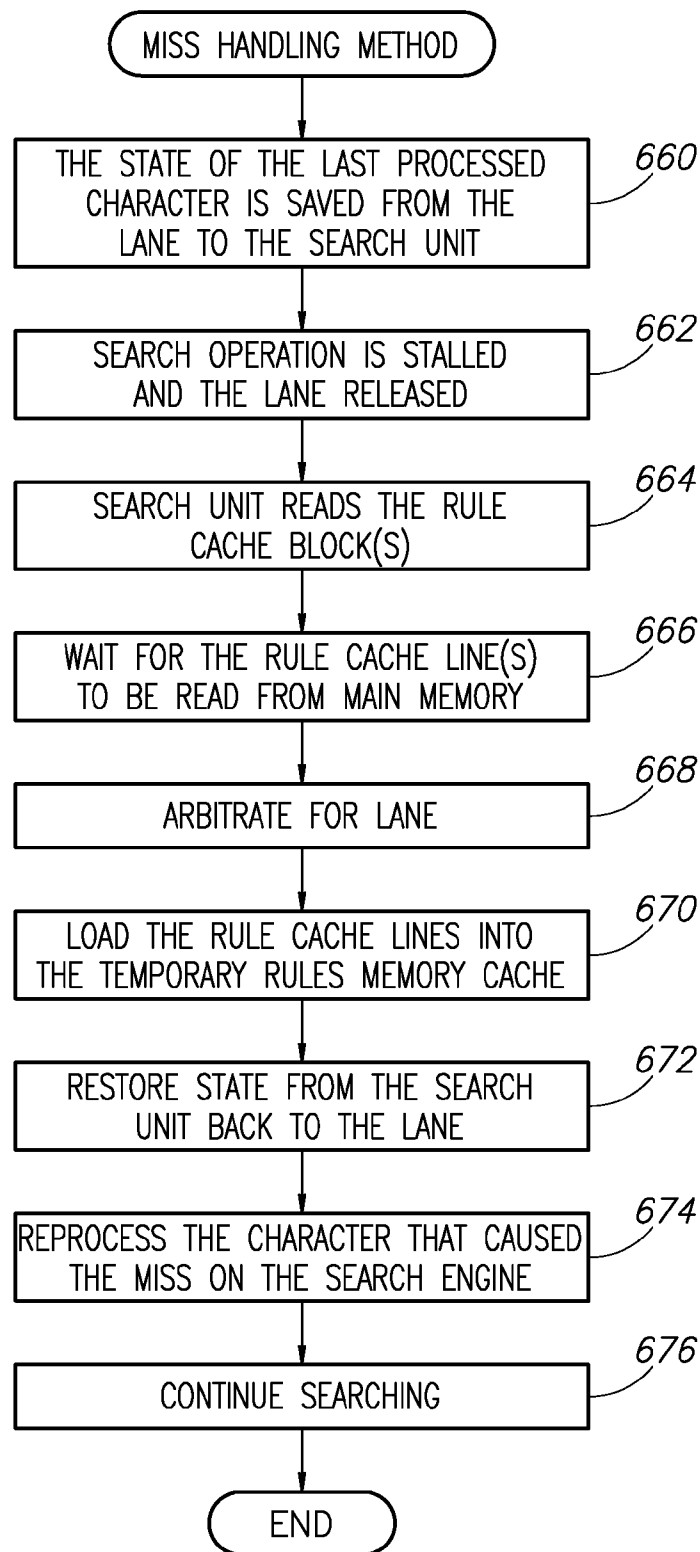 MISS HANDLING METHOD
THE STATE OF THE LAST PROCESSED
CHARACTER IS SAVED FROM THE
LANE TO THE SEARCH UNIT
660
SEARCH OPERATION IS STALLED
AND THE LANE RELEASED
662
SEARCH UNIT READS THE RULE
CACHE BLOCK(S)
664
WAIT FOR THE RULE CACHE LINE(S)
TO BE READ FROM MAIN MEMORY
666
ARBITRATE FOR LANE
668
LOAD THE RULE CACHE LINES INTO
THE TEMPORARY RULES MEMORY CACHE
670
RESTORE STATE FROM THE SEARCH
UNIT BACK TO THE LANE
672
REPROCESS THE CHARACTER THAT CAUSED
THE MISS ON THE SEARCH ENGINE
674
CONTINUE SEARCHING
676
END